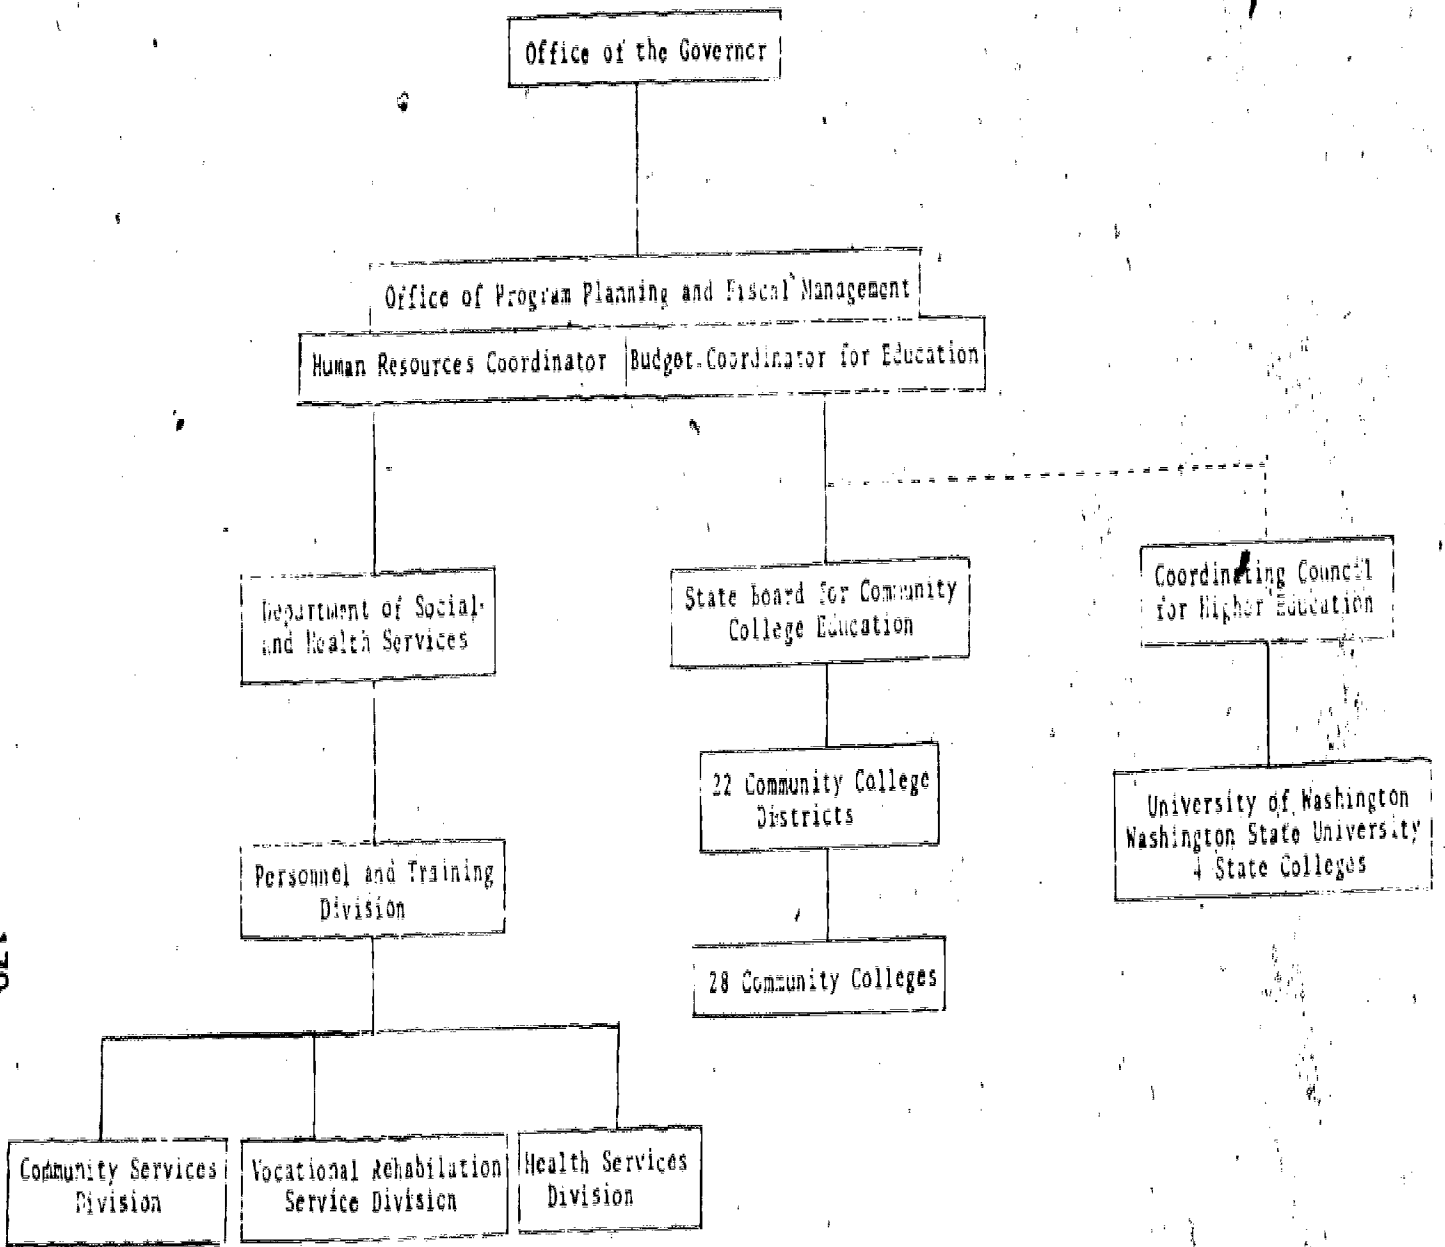 Office of the Governor
Office of Program Planning and Fiscal Management
Human Resources Coordinator
Budget Coordinator for Education
Department of Social
and Health Services
State Board for Community
College Education
Coordinating Council
for Higher Education
22 Community College
Districts
University of Washington
Washington State University
4 State Colleges
Personnel and Training
Division
28 Community Colleges
Community Services
Division
Vocational Rehabilation
Service Division
Health Services
Division